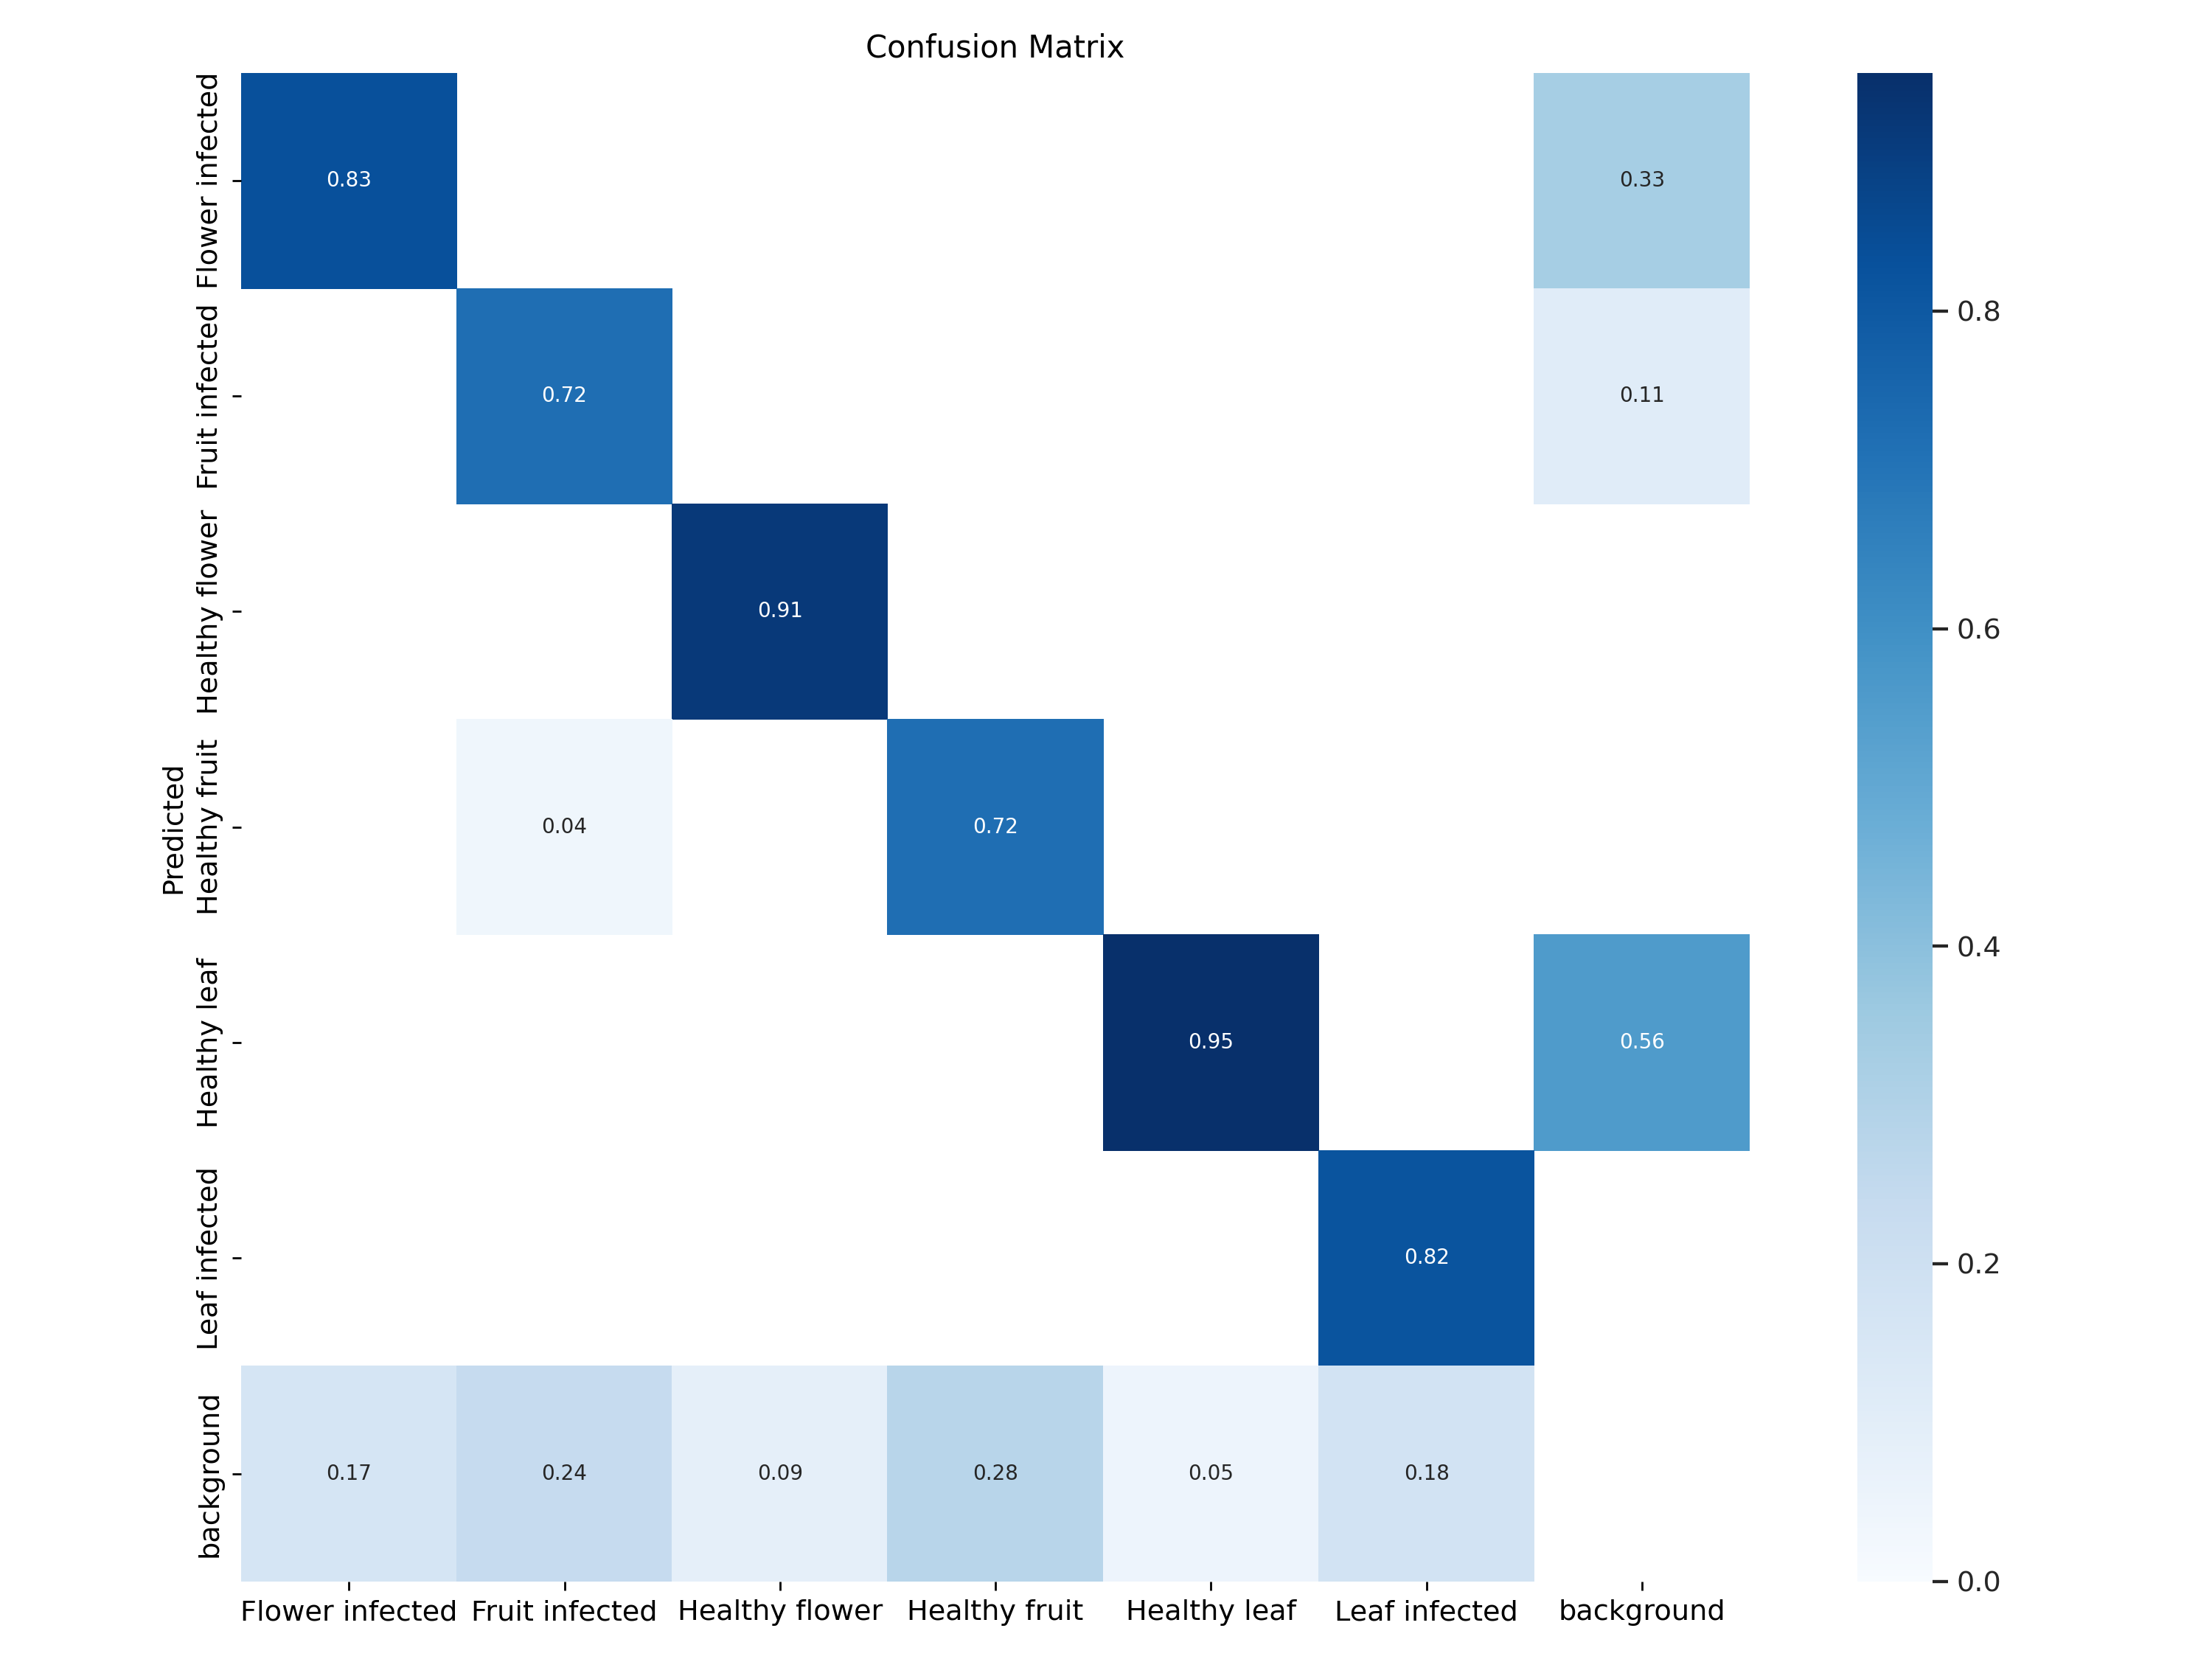 Confusion Matrix
Predicted
Flower infected
0.83
0.33
Fruit infected
0.72
0.11
Healthy flower
0.91
Healthy fruit
0.04
0.72
Healthy leaf
0.95
0.56
Leaf infected
0.82
background
0.17
0.24
0.09
0.28
0.05
0.18
Flower infected
Fruit infected
Healthy flower
Healthy fruit
Healthy leaf
Leaf infected
background
0.8
0.6
0.4
0.2
0.0